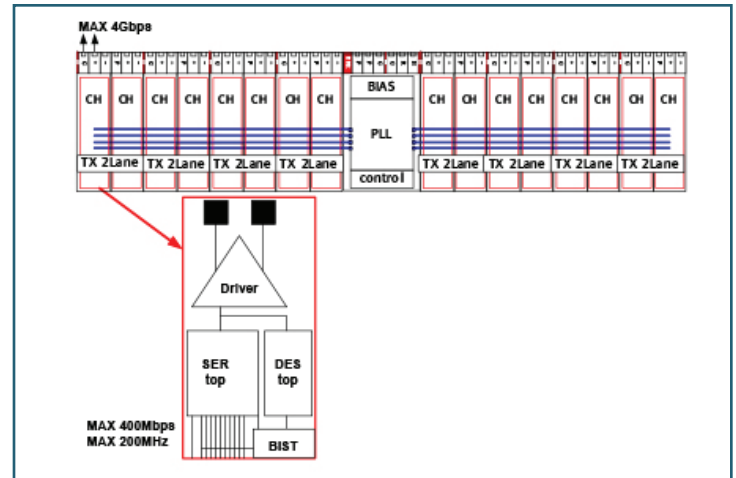 MAX 4Gbps
BIAS
CH CH CH CH CH CH CH CH
PLL
CH CH CH CH CH CH CH CH
TX 2Lane TX 2Lane TX 2Lane TX 2Lane
control
TX 2Lane TX 2Lane TX 2Lane TX 2Lane
Driver
SER
top
DES
top
MAX 400Mbps
MAX 200MHz
BIST